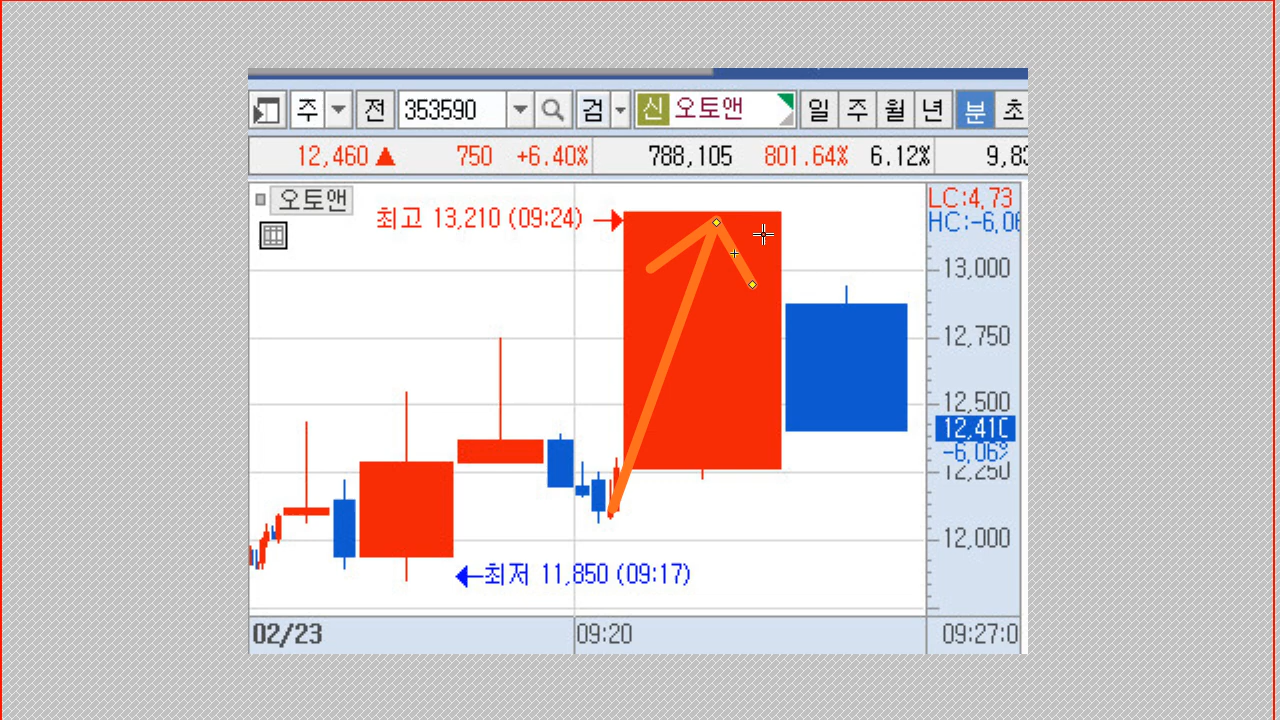 주 전 353590 검 신 오토앤 일 주 월 년 분 초
12,460 ▲ 750 +6.40% 788,105 801.64% 6.12% 9,83
오토앤
최고 13,210 (09:24)
LC:4,73
HC:-6,06
13,000
12,750
12,500
12,410
-6,06%
12,250
12,000
최저 11,850 (09:17)
02/23 09:20 09:27:0